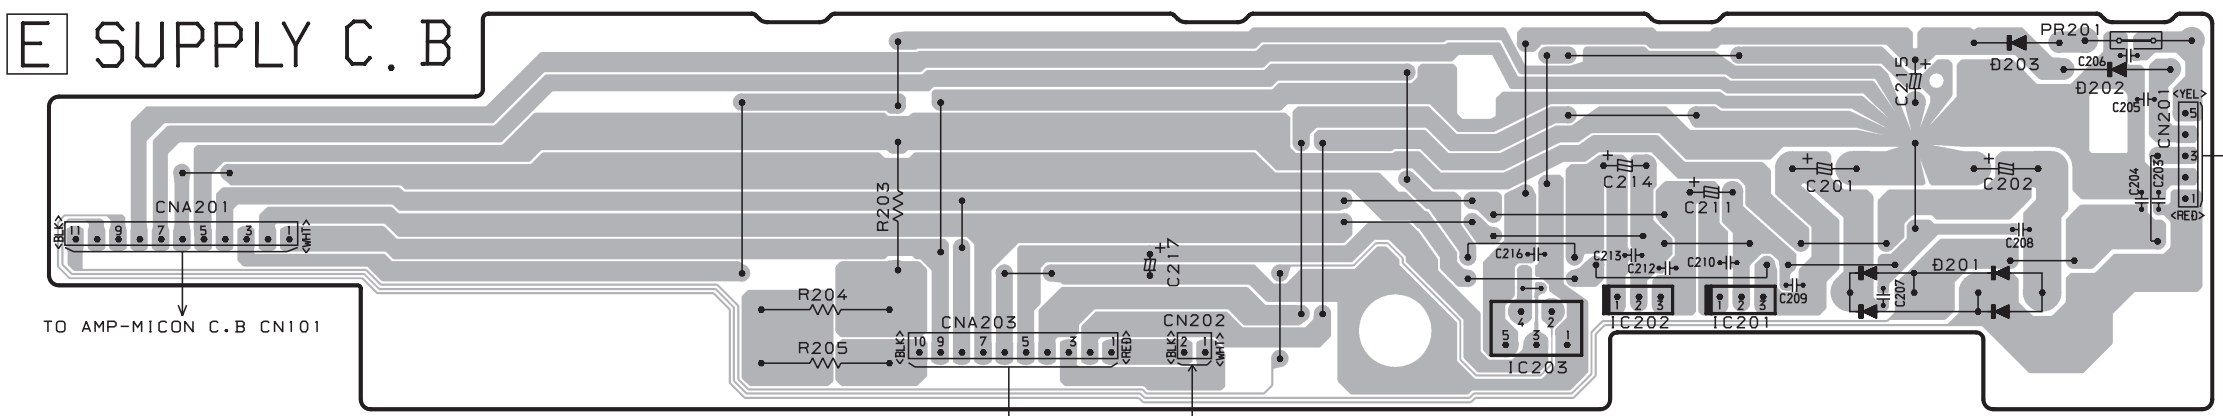 E SUPPLY C.B
PR201
C206
D203
D202
C215 +
C205
<YEL>
CN201
5
3
1
<RED>
C204
C203
+ C214
+ C211
+ C201
+ C202
R203
CNA201
<BLK> 11 9 7 5 3 1 <WHT>
TO AMP-MICON C.B CN101
+ C217
C216
C213
C212
C210
C208
D201
C209
C207
R204
R205
CNA203
<BLK> 10 9 7 5 3 1 <RED>
CN202
<BLK> 2 1 <WHT>
4 2
5 3 1
IC203
1 2 3
IC202
1 2 3
IC201